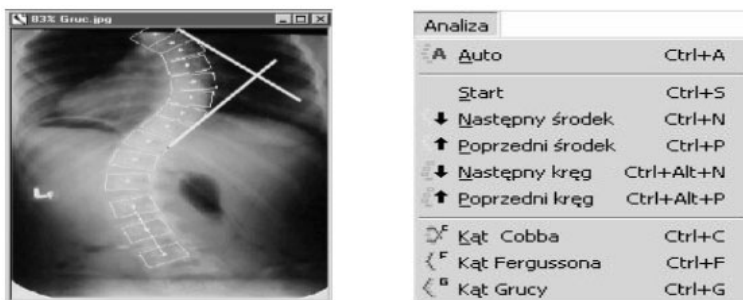 83% Gruc.jpg
Analiza
A Auto Ctrl+A
Start Ctrl+S
Następny środek Ctrl+N
Poprzedni środek Ctrl+P
Następny kręg Ctrl+Alt+N
Poprzedni kręg Ctrl+Alt+P
F Kąt Cobba Ctrl+C
F Kąt Fergussona Ctrl+F
G Kąt Grucy Ctrl+G